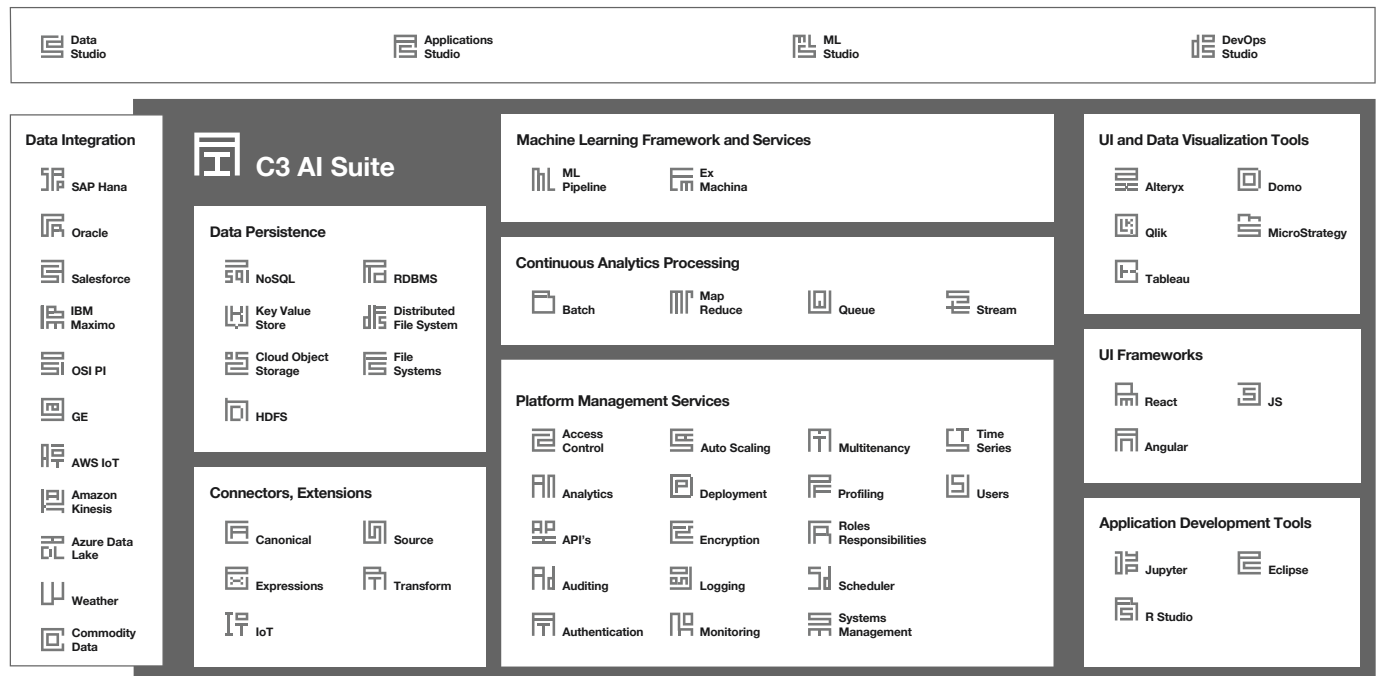 Data
Studio
Applications
Studio
ML
Studio
DevOps
Studio
Data Integration
SAP Hana
Oracle
Salesforce
IBM
Maximo
OSI PI
GE
AWS IoT
Amazon
Kinesis
Azure Data
Lake
Weather
Commodity
Data
C3 AI Suite
Data Persistence
NoSQL
RDBMS
Key Value
Store
Distributed
File System
Cloud Object
Storage
File
Systems
HDFS
Connectors, Extensions
Canonical
Source
Expressions
Transform
IoT
Machine Learning Framework and Services
ML
Pipeline
Ex
Machina
Continuous Analytics Processing
Batch
Map
Reduce
Queue
Stream
Platform Management Services
Access
Control
Auto Scaling
Multitenancy
Time
Series
Analytics
Deployment
Profiling
Users
API's
Encryption
Roles
Responsibilities
Auditing
Logging
Scheduler
Authentication
Monitoring
Systems
Management
UI and Data Visualization Tools
Alteryx
Domo
Qlik
MicroStrategy
Tableau
UI Frameworks
React
JS
Angular
Application Development Tools
Jupyter
Eclipse
R Studio